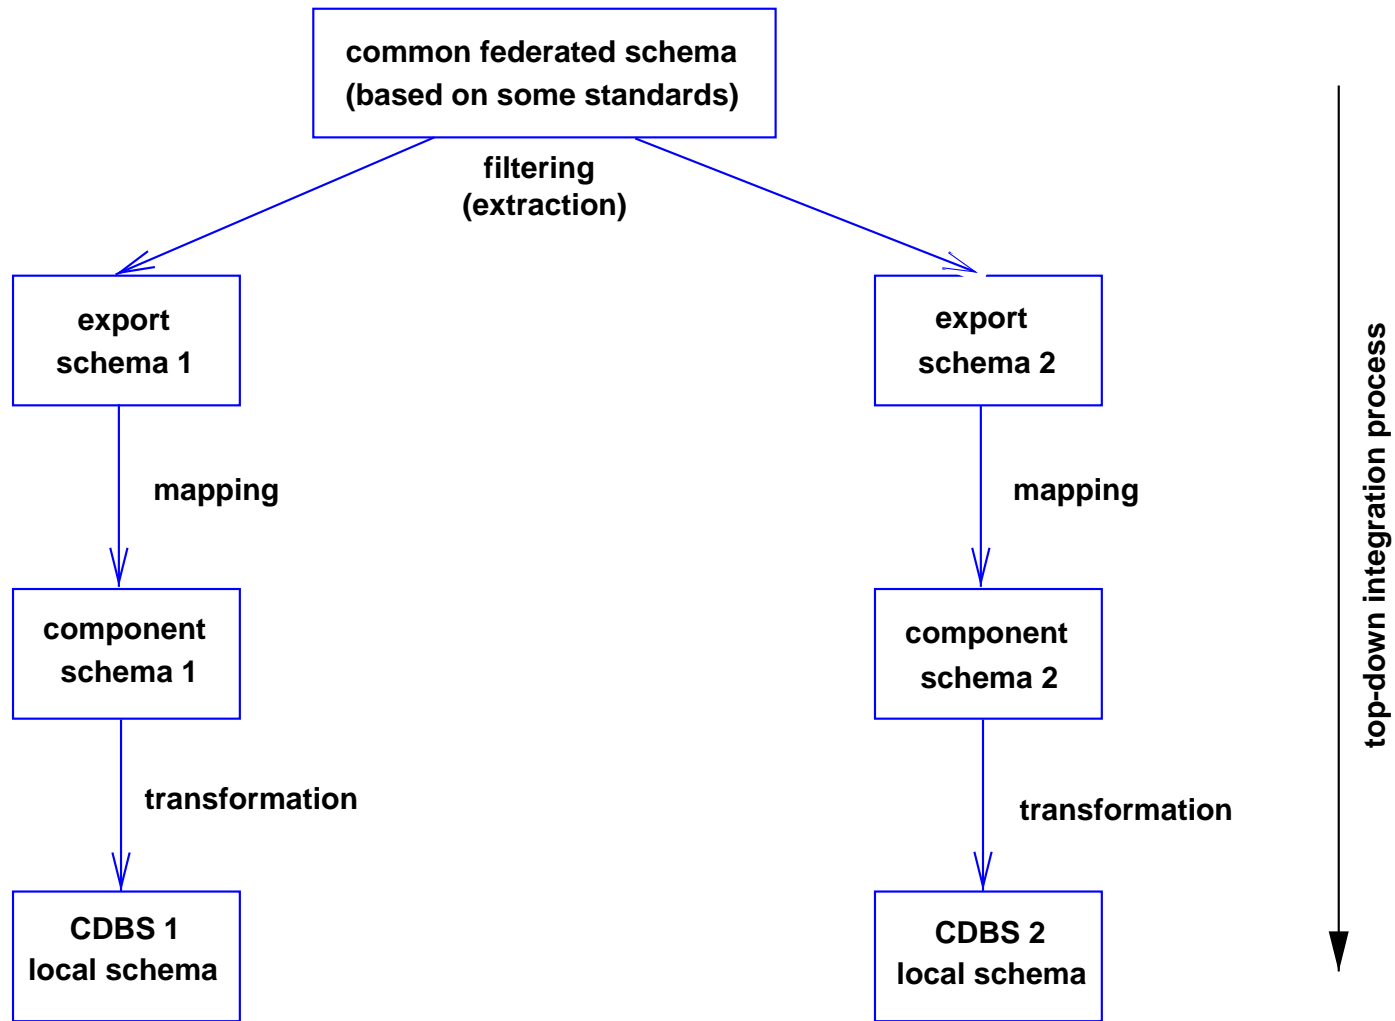 common federated schema
(based on some standards)
filtering
(extraction)
export
schema 1
export
schema 2
mapping
mapping
component
schema 1
component
schema 2
transformation
transformation
CDBS 1
local schema
CDBS 2
local schema
top-down integration process